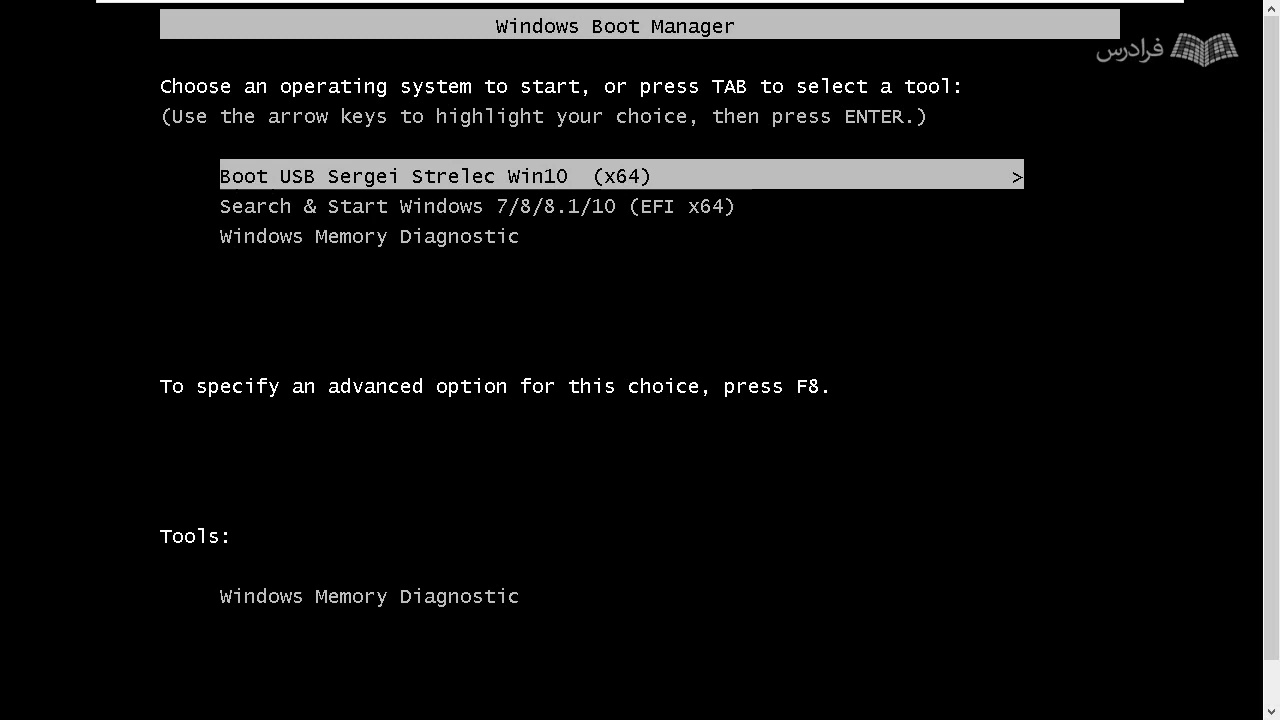 Windows Boot Manager
فرادرس
Choose an operating system to start, or press TAB to select a tool:
(Use the arrow keys to highlight your choice, then press ENTER.)
Boot USB Sergei Strelec Win10  (x64) >
Search & Start Windows 7/8/8.1/10 (EFI x64)
Windows Memory Diagnostic
To specify an advanced option for this choice, press F8.
Tools:
Windows Memory Diagnostic